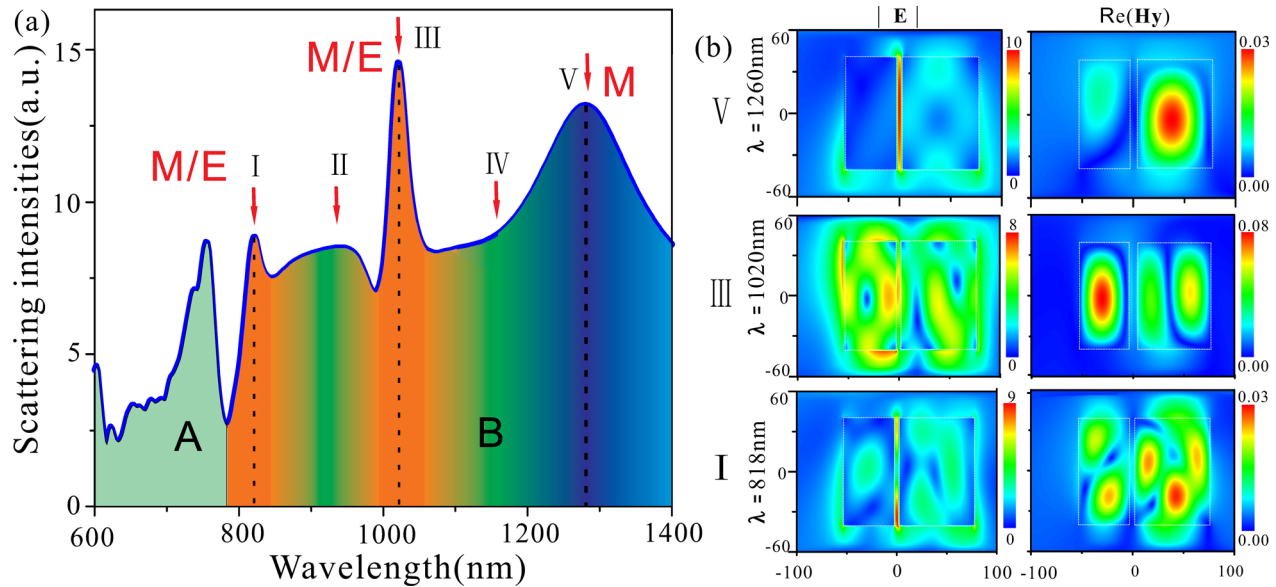 (a)
Scattering intensities(a.u.)
15
10
5
0
600
800
1000
1200
1400
Wavelength(nm)
M/E
I
II
M/E
III
IV
V
M
A
B
(b)
| E |
Re(Hy)
V
λ=1260nm
60
0
-60
10
0
0.03
0.00
III
λ=1020nm
60
0
-60
8
0
0.08
0.00
I
λ=818nm
60
0
-60
9
0
0.03
0.00
-100
0
100
-100
0
100